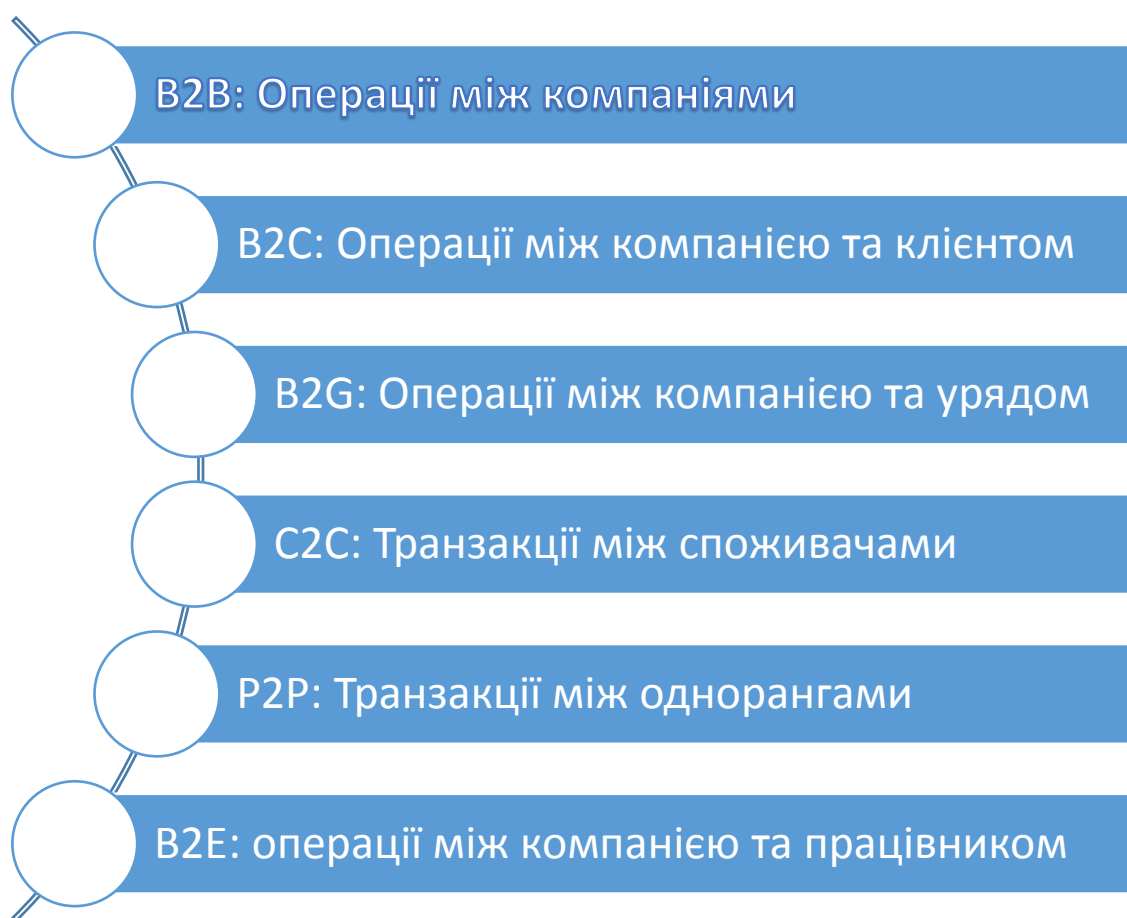 B2B: Операції між компаніями
B2C: Операції між компанією та клієнтом
B2G: Операції між компанією та урядом
C2C: Транзакції між споживачами
P2P: Транзакції між однорангами
B2E: операції між компанією та працівником